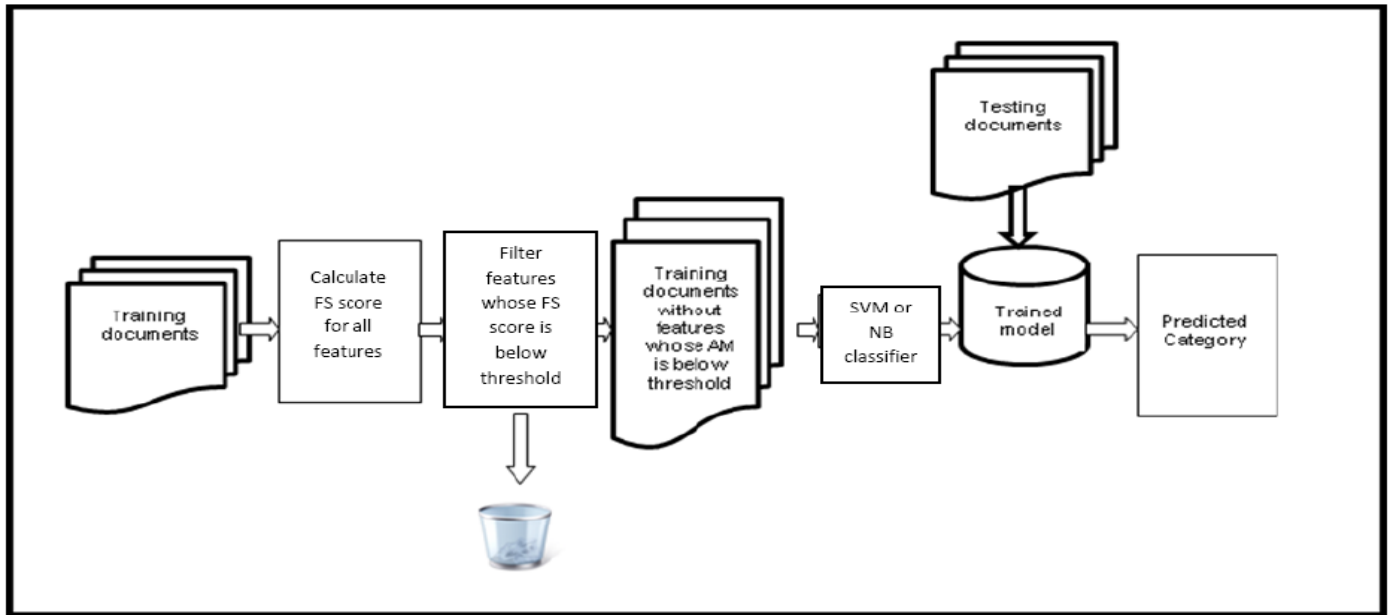 Training
documents
Calculate
FS score
for all
features
Filter
features
whose FS
score is
below
threshold
Training
documents
without
features
whose AM
is below
threshold
SVM or
NB
classifier
Testing
documents
Trained
model
Predicted
Category